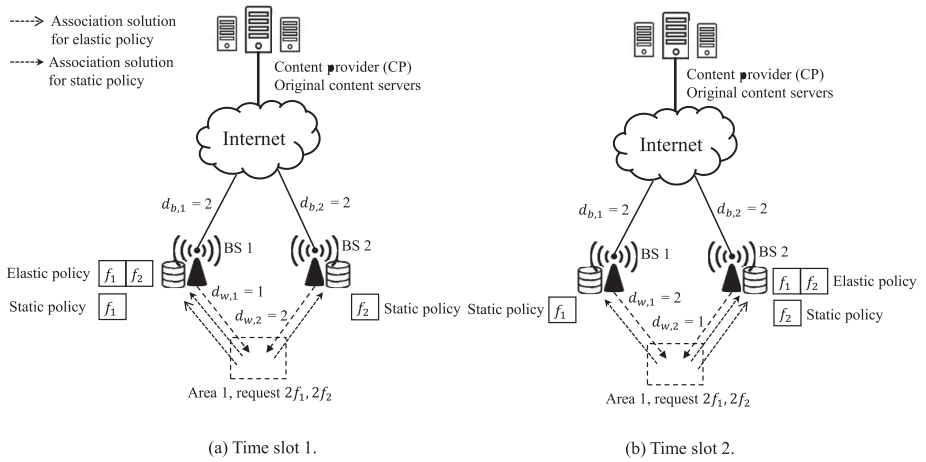 Association solution
for elastic policy
Association solution
for static policy
Content provider (CP)
Original content servers
Internet
d_{b,1} = 2
d_{b,2} = 2
BS 1
BS 2
Elastic policy
f_1 f_2
Static policy
f_1
d_{w,1} = 1
d_{w,2} = 2
f_2
Static policy
Area 1, request 2f_1, 2f_2
(a) Time slot 1.
Content provider (CP)
Original content servers
Internet
d_{b,1} = 2
d_{b,2} = 2
BS 1
BS 2
f_1 f_2
Elastic policy
Static policy
f_1
d_{w,1} = 2
d_{w,2} = 1
f_2
Static policy
Area 1, request 2f_1, 2f_2
(b) Time slot 2.